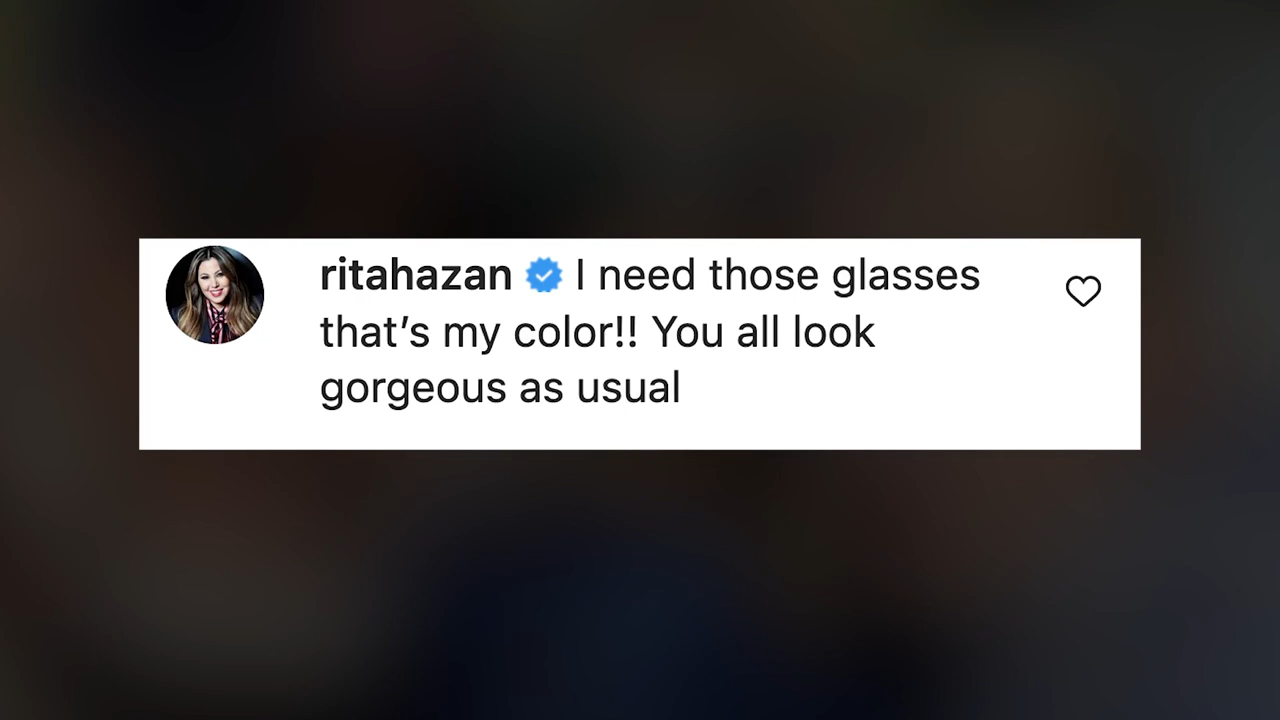 ritahazan I need those glasses
that’s my color!! You all look
gorgeous as usual